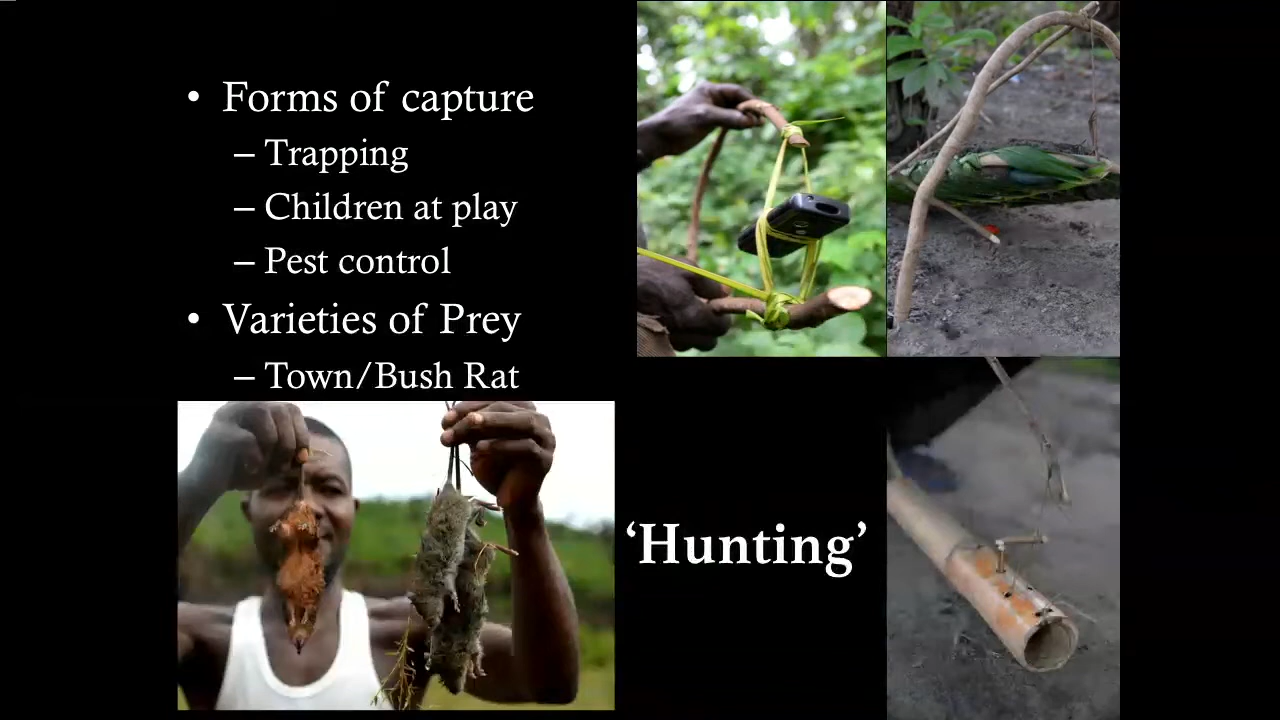 • Forms of capture
– Trapping
– Children at play
– Pest control
• Varieties of Prey
– Town/Bush Rat
‘Hunting’